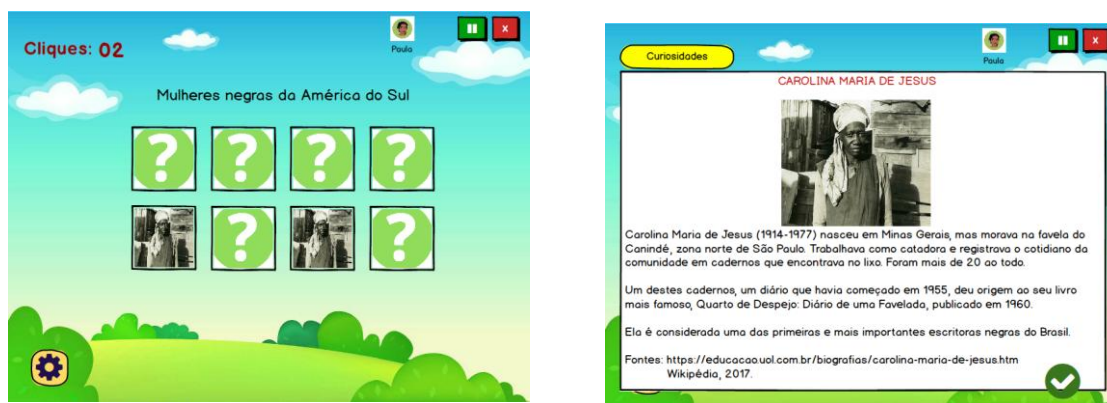 Cliques: 02
Paula
x
Mulheres negras da América do Sul
? ? ? ?
? ?
Curiosidades
Paula
x
CAROLINA MARIA DE JESUS
Carolina Maria de Jesus (1914-1977) nasceu em Minas Gerais, mas morava na favela do
Canindé, zona norte de São Paulo. Trabalhava como catadora e registrava o cotidiano da
comunidade em cadernos que encontrava no lixo. Foram mais de 20 ao todo.
Um destes cadernos, um diário que havia começado em 1955, deu origem ao seu livro
mais famoso, Quarto de Despejo: Diário de uma Favelada, publicado em 1960.
Ela é considerada uma das primeiras e mais importantes escritoras negras do Brasil.
Fontes: https://educacao.uol.com.br/biografias/carolina-maria-de-jesus.htm
Wikipédia, 2017.